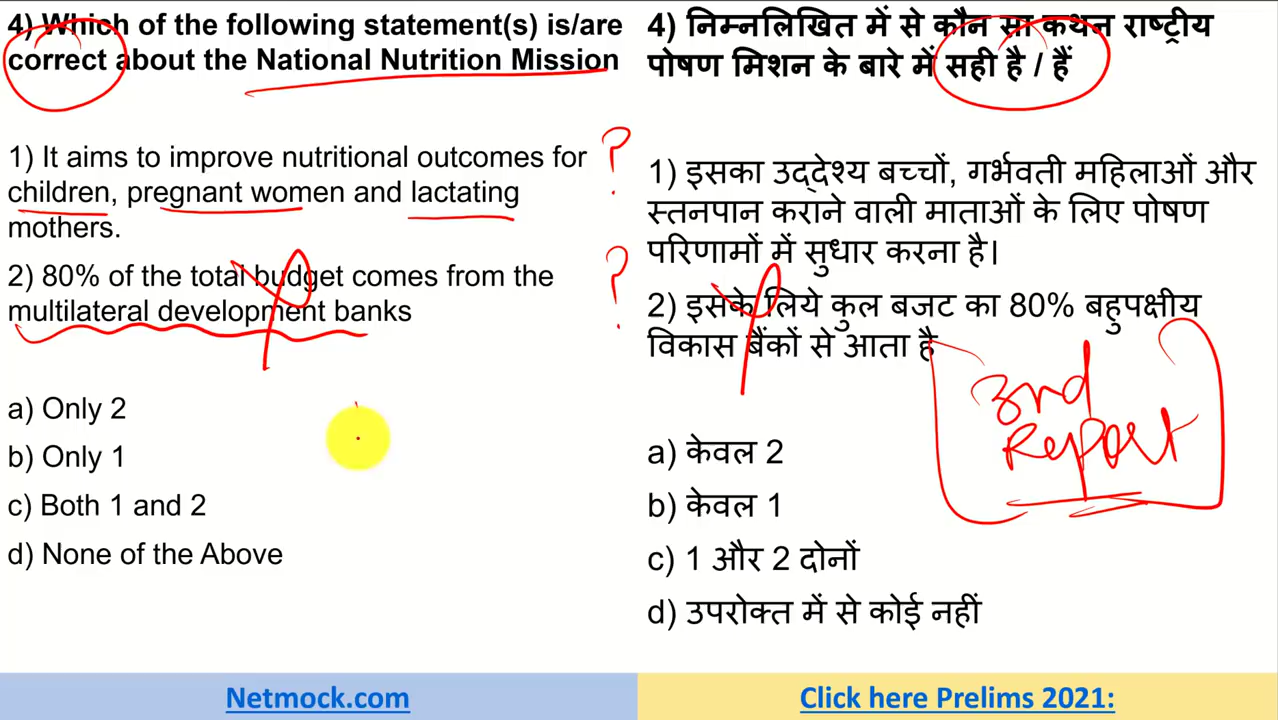 4) Which of the following statement(s) is/are
correct about the National Nutrition Mission
1) It aims to improve nutritional outcomes for
children, pregnant women and lactating
mothers.
2) 80% of the total budget comes from the
multilateral development banks
a) Only 2
b) Only 1
c) Both 1 and 2
d) None of the Above
4) निम्नलिखित में से कौन सा कथन राष्ट्रीय
पोषण मिशन के बारे में सही है / हैं
1) इसका उद्देश्य बच्चों, गर्भवती महिलाओं और
स्तनपान कराने वाली माताओं के लिए पोषण
परिणामों में सुधार करना है।
2) इसके लिये कुल बजट का 80% बहुपक्षीय
विकास बैंकों से आता है
a) केवल 2
b) केवल 1
c) 1 और 2 दोनों
d) उपरोक्त में से कोई नहीं
?
?
3rd
Report
Netmock.com
Click here Prelims 2021: